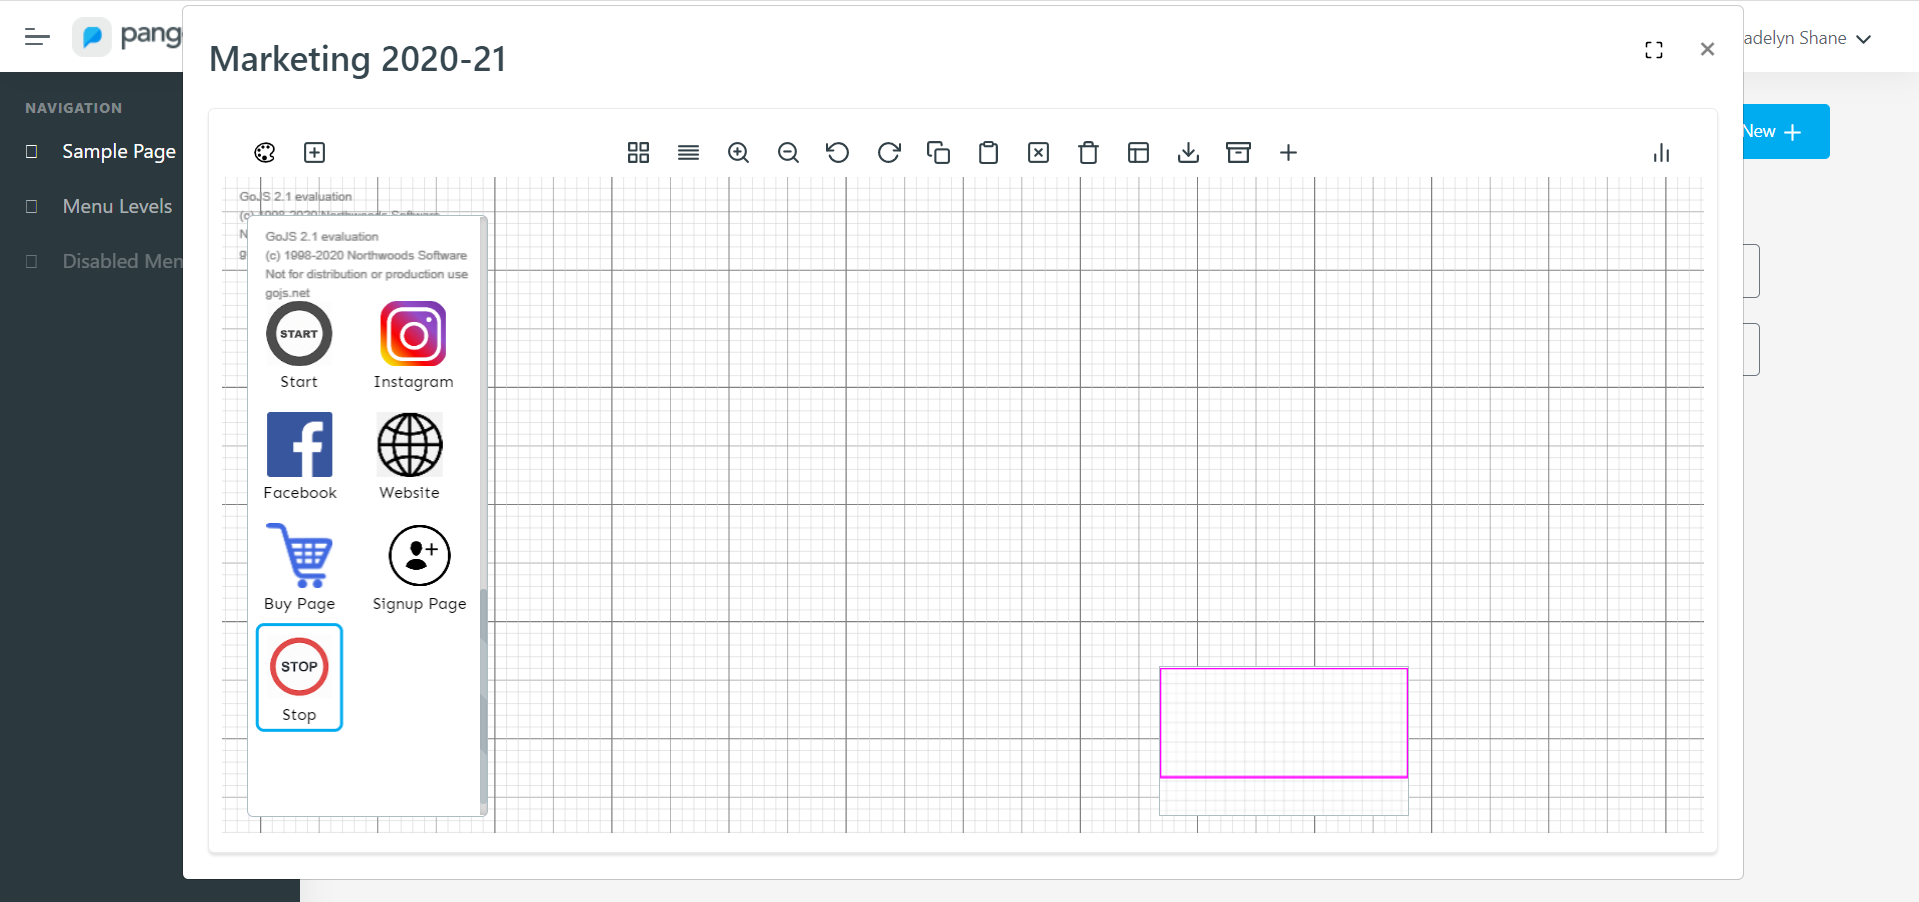 pang
Marketing 2020-21
adelyn Shane
NAVIGATION
Sample Page
Menu Levels
Disabled Men
New
GoJS 2.1 evaluation
(c) 1998-2020 Northwoods Software
N
g
GoJS 2.1 evaluation
(c) 1998-2020 Northwoods Software
Not for distribution or production use
gojs.net
START
Start
Instagram
Facebook
Website
Buy Page
Signup Page
STOP
Stop